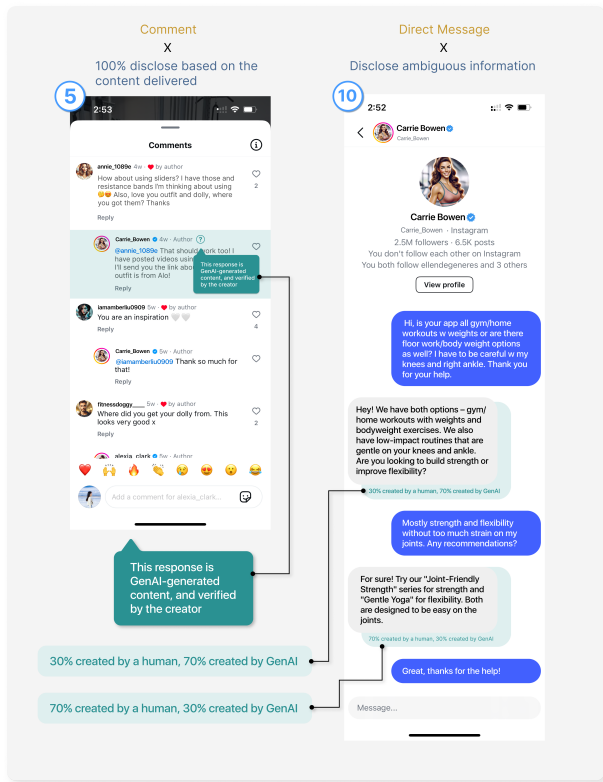 Comment
X
100% disclose based on the
content delivered
5
2:53
Comments
annie_1089e 4w · ❤️ by author
How about using sliders? I have those and
resistance bands I'm thinking about using
😬😍 Also, love you outfit and dolly, where
you got them? Thanks
2
Reply
Carrie_Bowen 4w · Author ?
@annie_1089e That should work too! I
have posted videos using
I'll send you the link abou
outfit is from Alo!
Reply
This response is
GenAI-generated
content, and verified
by the creator
iamamberliu0909 5w · ❤️ by author
You are an inspiration 🤍🤍
4
Reply
Carrie_Bowen 5w · Author
@iamamberliu0909 Thank so much for
that!
Reply
fitnessdoggy____ 5w · ❤️ by author
Where did you get your dolly from. This
looks very good x
2
Reply
alexia_clark 5w · Author
❤️ 🙌 🔥 👏 😢 😍 😮 😂
Add a comment for alexia_clark...
This response is
GenAI-generated
content, and verified
by the creator
30% created by a human, 70% created by GenAI
70% created by a human, 30% created by GenAI
Direct Message
X
Disclose ambiguous information
10
2:52
Carrie Bowen
Carrie_Bowen
Carrie Bowen
Carrie_Bowen · Instagram
2.5M followers · 6.5K posts
You don't follow each other on Instagram
You both follow ellendegeneres and 3 others
View profile
Hi, is your app all gym/home
workouts w weights or are there
floor work/body weight options
as well? I have to be careful w my
knees and right ankle. Thank you
for your help.
Hey! We have both options – gym/
home workouts with weights and
bodyweight exercises. We also
have low-impact routines that are
gentle on your knees and ankle.
Are you looking to build strength or
improve flexibility?
30% created by a human, 70% created by GenAI
Mostly strength and flexibility
without too much strain on my
joints. Any recommendations?
For sure! Try our "Joint-Friendly
Strength" series for strength and
"Gentle Yoga" for flexibility. Both
are designed to be easy on the
joints.
70% created by a human, 30% created by GenAI
Great, thanks for the help!
Message...